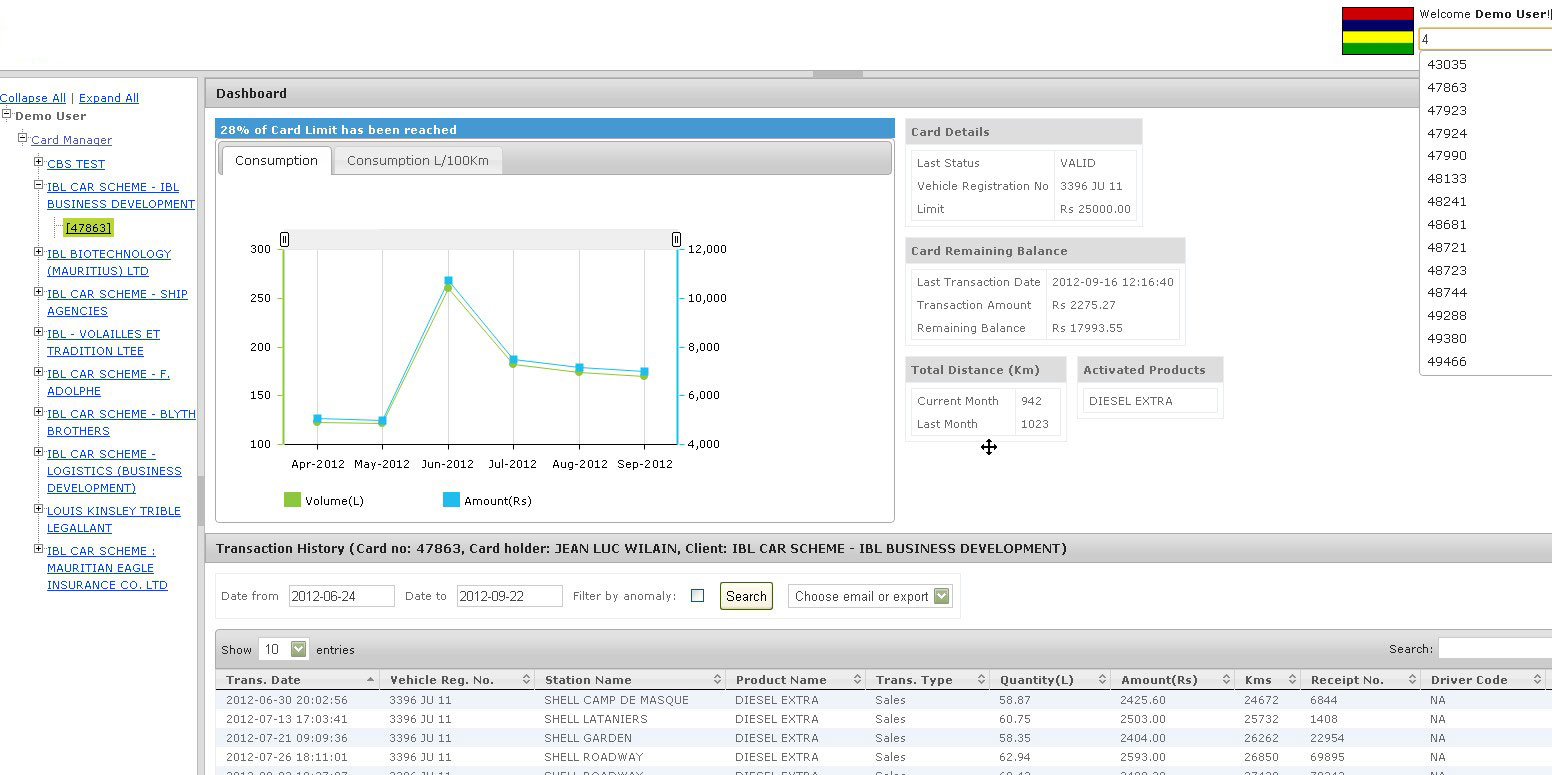 Welcome Demo User!
4
43035
47863
47923
47924
47990
48133
48241
48681
48721
48723
48744
49288
49380
49466
Collapse All | Expand All
Demo User
Card Manager
CBS TEST
IBL CAR SCHEME - IBL
BUSINESS DEVELOPMENT
[47863]
IBL BIOTECHNOLOGY
(MAURITIUS) LTD
IBL CAR SCHEME - SHIP
AGENCIES
IBL - VOLAILLES ET
TRADITION LTEE
IBL CAR SCHEME - F.
ADOLPHE
IBL CAR SCHEME - BLYTH
BROTHERS
IBL CAR SCHEME -
LOGISTICS (BUSINESS
DEVELOPMENT)
LOUIS KINSLEY TRIBLE
LEGALLANT
IBL CAR SCHEME :
MAURITIAN EAGLE
INSURANCE CO. LTD
Dashboard
28% of Card Limit has been reached
Consumption Consumption L/100Km
300 12,000
250 10,000
200 8,000
150 6,000
100 4,000
Apr-2012 May-2012 Jun-2012 Jul-2012 Aug-2012 Sep-2012
Volume(L) Amount(Rs)
Card Details
Last Status VALID
Vehicle Registration No 3396 JU 11
Limit Rs 25000.00
Card Remaining Balance
Last Transaction Date 2012-09-16 12:16:40
Transaction Amount Rs 2275.27
Remaining Balance Rs 17993.55
Total Distance (Km)
Current Month 942
Last Month 1023
Activated Products
DIESEL EXTRA
Transaction History (Card no: 47863, Card holder: JEAN LUC WILAIN, Client: IBL CAR SCHEME - IBL BUSINESS DEVELOPMENT)
Date from 2012-06-24 Date to 2012-09-22 Filter by anomaly: Search Choose email or export
Show 10 entries Search:
Trans. Date Vehicle Reg. No. Station Name Product Name Trans. Type Quantity(L) Amount(Rs) Kms Receipt No. Driver Code
2012-06-30 20:02:56 3396 JU 11 SHELL CAMP DE MASQUE DIESEL EXTRA Sales 58.87 2425.60 24672 6844 NA
2012-07-13 17:03:41 3396 JU 11 SHELL LATANIERS DIESEL EXTRA Sales 60.75 2503.00 25732 1408 NA
2012-07-21 09:09:36 3396 JU 11 SHELL GARDEN DIESEL EXTRA Sales 58.35 2404.00 26262 22954 NA
2012-07-26 18:11:01 3396 JU 11 SHELL ROADWAY DIESEL EXTRA Sales 62.94 2593.00 26850 69895 NA